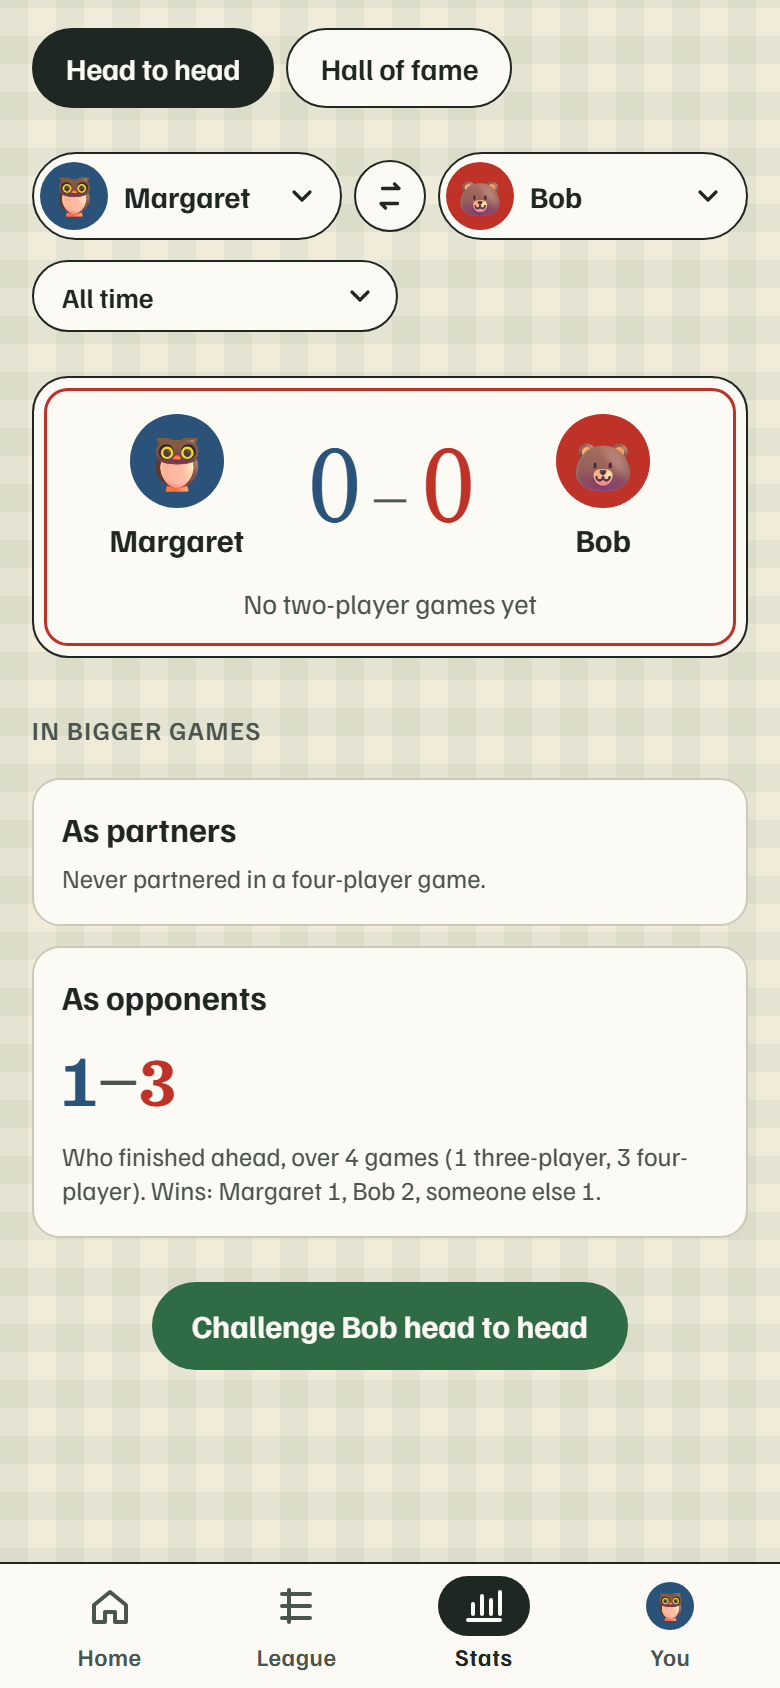 Head to head
Hall of fame
Margaret
Bob
All time
0 – 0
Margaret
Bob
No two-player games yet
IN BIGGER GAMES
As partners
Never partnered in a four-player game.
As opponents
1–3
Who finished ahead, over 4 games (1 three-player, 3 four-
player). Wins: Margaret 1, Bob 2, someone else 1.
Challenge Bob head to head
Home
League
Stats
You